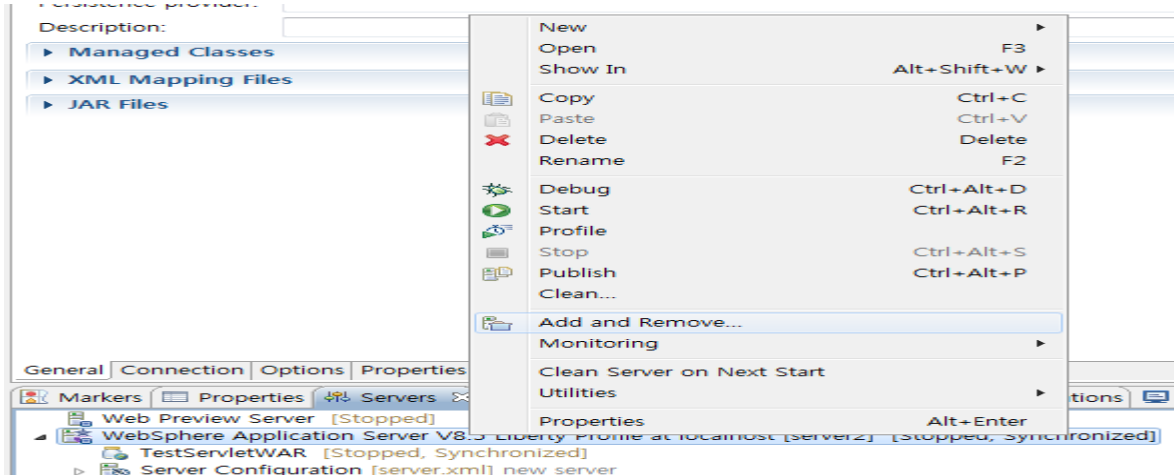 Persistence provider:
Description:
Managed Classes
XML Mapping Files
JAR Files
New
Open F3
Show In Alt+Shift+W
Copy Ctrl+C
Paste Ctrl+V
Delete Delete
Rename F2
Debug Ctrl+Alt+D
Start Ctrl+Alt+R
Profile
Stop Ctrl+Alt+S
Publish Ctrl+Alt+P
Clean...
Add and Remove...
Monitoring
Clean Server on Next Start
Utilities
Properties Alt+Enter
General Connection Options Properties
Markers Properties Servers
Web Preview Server [Stopped]
WebSphere Application Server V8.5 Liberty Profile at localhost [server2] [Stopped, Synchronized]
TestServletWAR [Stopped, Synchronized]
Server Configuration [server.xml] new server